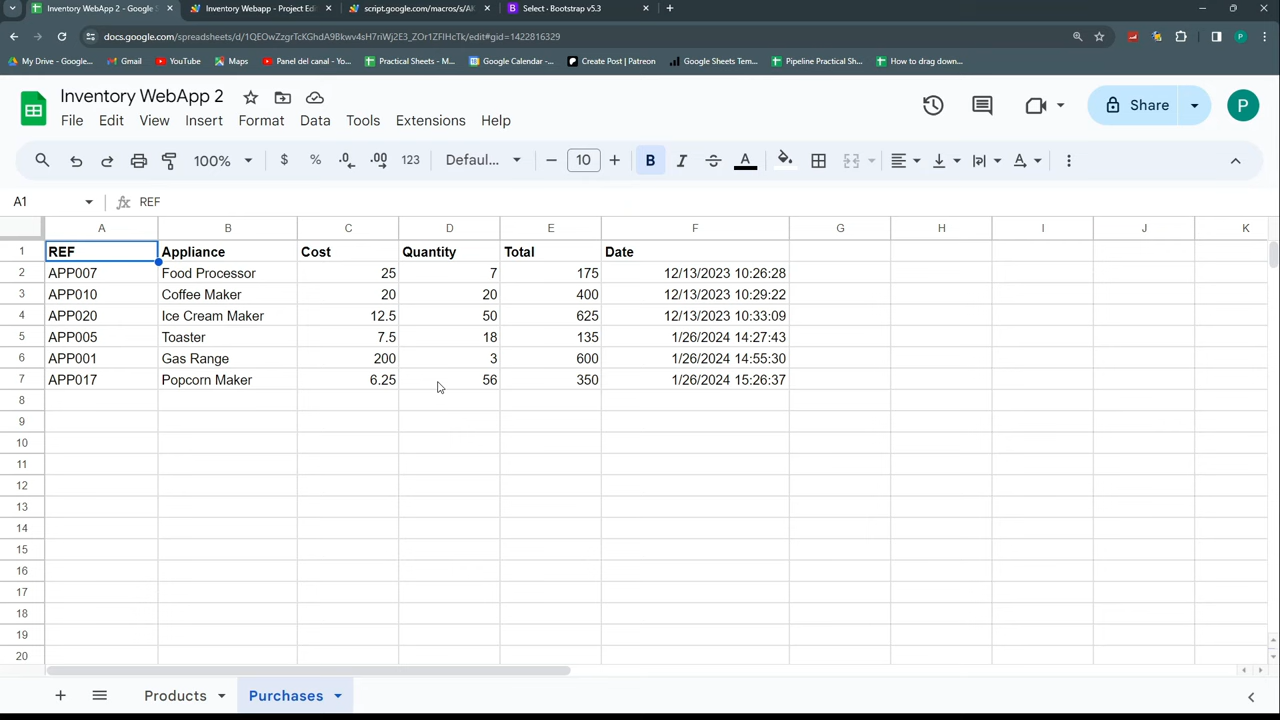 Inventory WebApp 2 - Google S
Inventory Webapp - Project Edi
script.google.com/macros/s/AK
Select · Bootstrap v5.3
docs.google.com/spreadsheets/d/1QEOwZzgrTcKGhdA9Bkwv4sH7riWj2E3_ZOr1ZFIHcTk/edit#gid=1422816329
My Drive - Google...
Gmail
YouTube
Maps
Panel del canal - Yo...
Practical Sheets - M...
Google Calendar -...
Create Post | Patreon
Google Sheets Temp...
Pipeline Practical Sh...
How to drag down...
P
Inventory WebApp 2
Share
P
File Edit View Insert Format Data Tools Extensions Help
100% $ % .0 .00 123 Defaul... 10 B I S A
A1 fx REF
A B C D E F G H I J K
1 REF Appliance Cost Quantity Total Date
2 APP007 Food Processor 25 7 175 12/13/2023 10:26:28
3 APP010 Coffee Maker 20 20 400 12/13/2023 10:29:22
4 APP020 Ice Cream Maker 12.5 50 625 12/13/2023 10:33:09
5 APP005 Toaster 7.5 18 135 1/26/2024 14:27:43
6 APP001 Gas Range 200 3 600 1/26/2024 14:55:30
7 APP017 Popcorn Maker 6.25 56 350 1/26/2024 15:26:37
8
9
10
11
12
13
14
15
16
17
18
19
20
Products Purchases